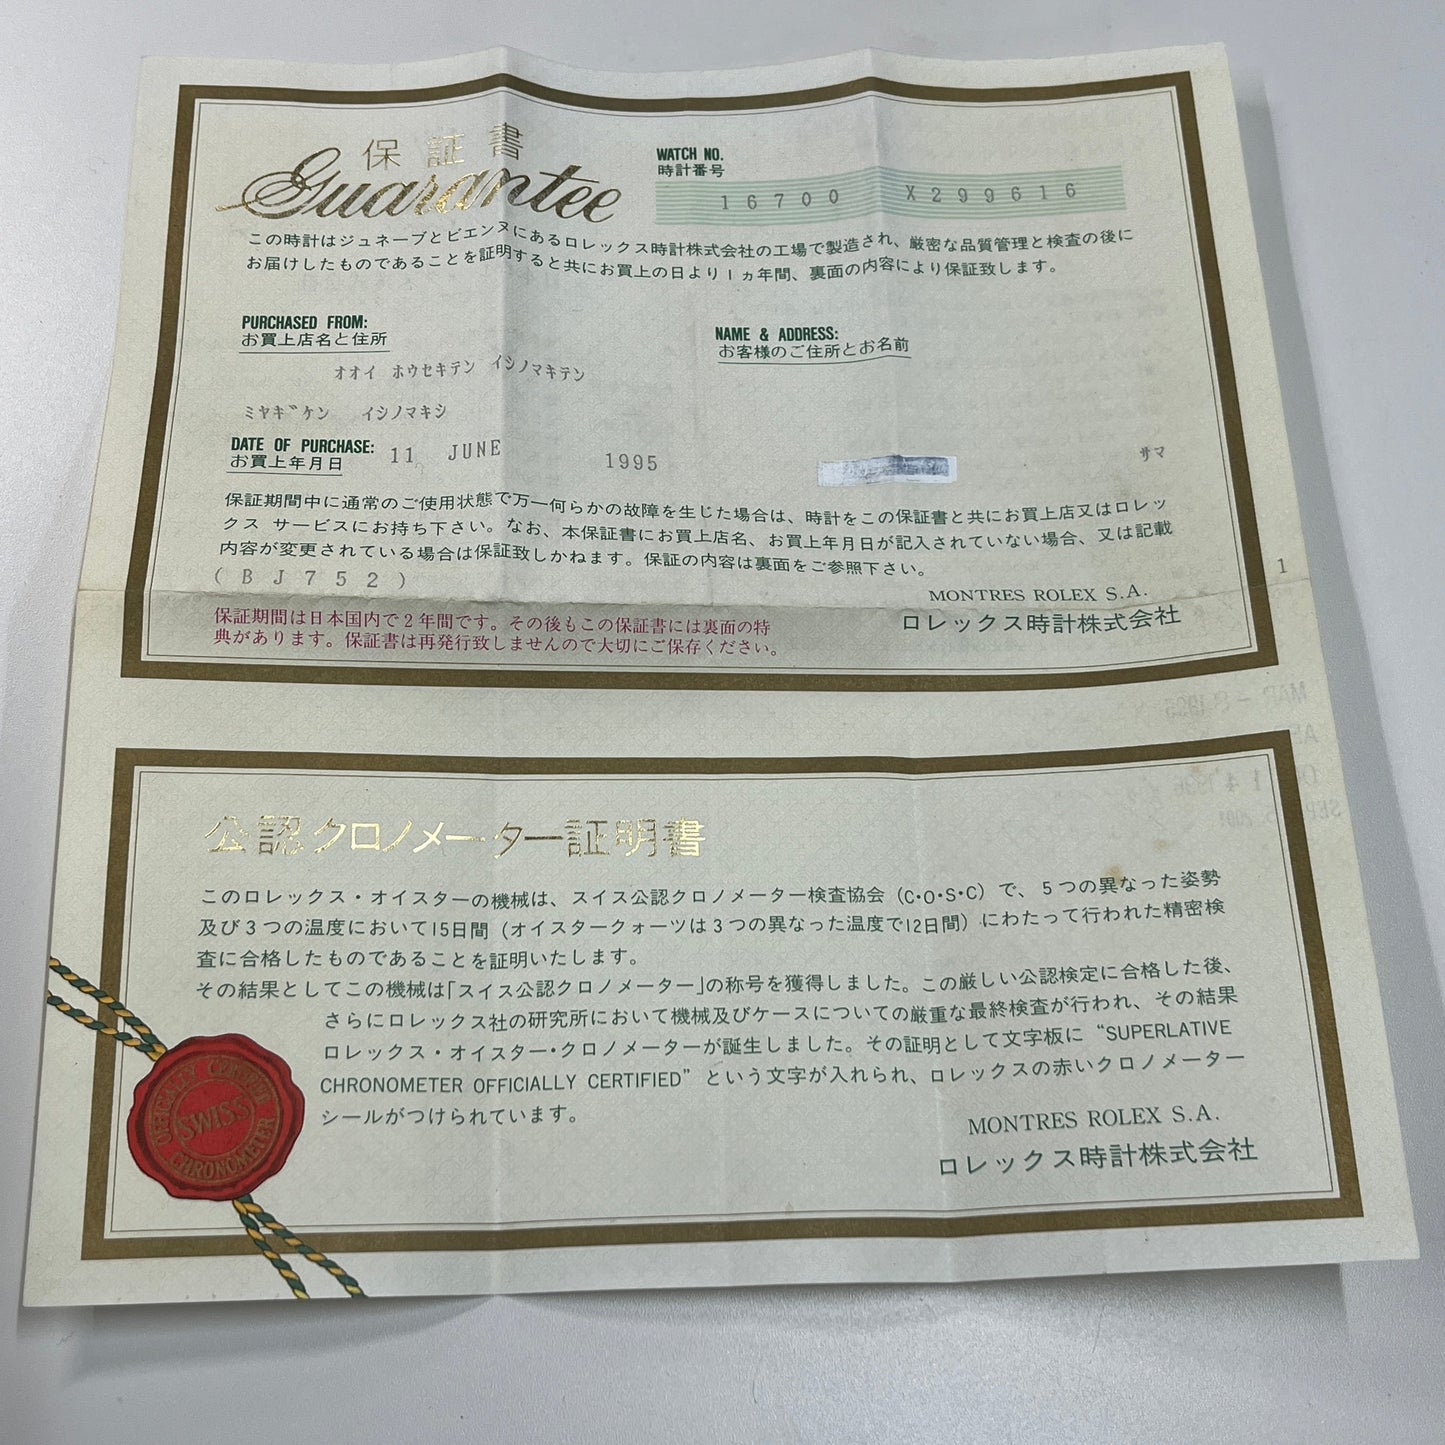 保証書
Guarantee
WATCH NO.
時計番号
16700 X299616
この時計はジュネーブとビエンヌにあるロレックス時計株式会社の工場で製造され、厳密な品質管理と検査の後に
お届けしたものであることを証明すると共にお買上の日より1ヵ年間、裏面の内容により保証致します。
PURCHASED FROM:
お買上店名と住所
NAME & ADDRESS:
お客様のご住所とお名前
オオイ ホウセキテン イシノマキテン
ミヤギケン イシノマキシ
DATE OF PURCHASE:
お買上年月日
11 JUNE 1995
サマ
保証期間中に通常のご使用状態で万一何らかの故障を生じた場合は、時計をこの保証書と共にお買上店又はロレッ
クス サービスにお持ち下さい。なお、本保証書にお買上店名、お買上年月日が記入されていない場合、又は記載
内容が変更されている場合は保証致しかねます。保証の内容は裏面をご参照下さい。
(BJ752)
1
MONTRES ROLEX S.A.
ロレックス時計株式会社
保証期間は日本国内で2年間です。その後もこの保証書には裏面の特
典があります。保証書は再発行致しませんので大切にご保存ください。
公認クロノメーター証明書
このロレックス・オイスターの機械は、スイス公認クロノメーター検査協会(C•O•S•C)で、5つの異なった姿勢
及び3つの温度において15日間(オイスタークォーツは3つの異なった温度で12日間)にわたって行われた精密検
査に合格したものであることを証明いたします。
その結果としてこの機械は「スイス公認クロノメーター」の称号を獲得しました。この厳しい公認検定に合格した後、
さらにロレックス社の研究所において機械及びケースについての厳重な最終検査が行われ、その結果
ロレックス・オイスター・クロノメーターが誕生しました。その証明として文字板に“SUPERLATIVE
CHRONOMETER OFFICIALLY CERTIFIED”という文字が入れられ、ロレックスの赤いクロノメーター
シールがつけられています。
MONTRES ROLEX S.A.
ロレックス時計株式会社
OFFICIALLY CERTIFIED
SWISS
CHRONOMETER